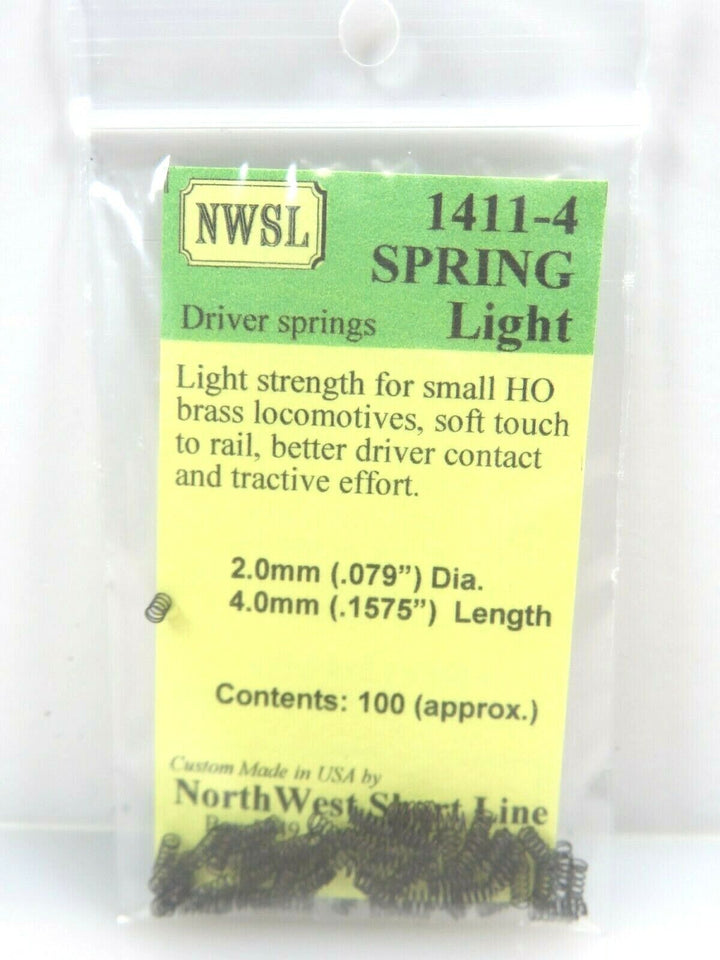 NWSL
1411-4
SPRING
Driver springs
Light
Light strength for small HO
brass locomotives, soft touch
to rail, better driver contact
and tractive effort.
2.0mm (.079”) Dia.
4.0mm (.1575”) Length
Contents: 100 (approx.)
Custom Made in USA by
NorthWest Short Line